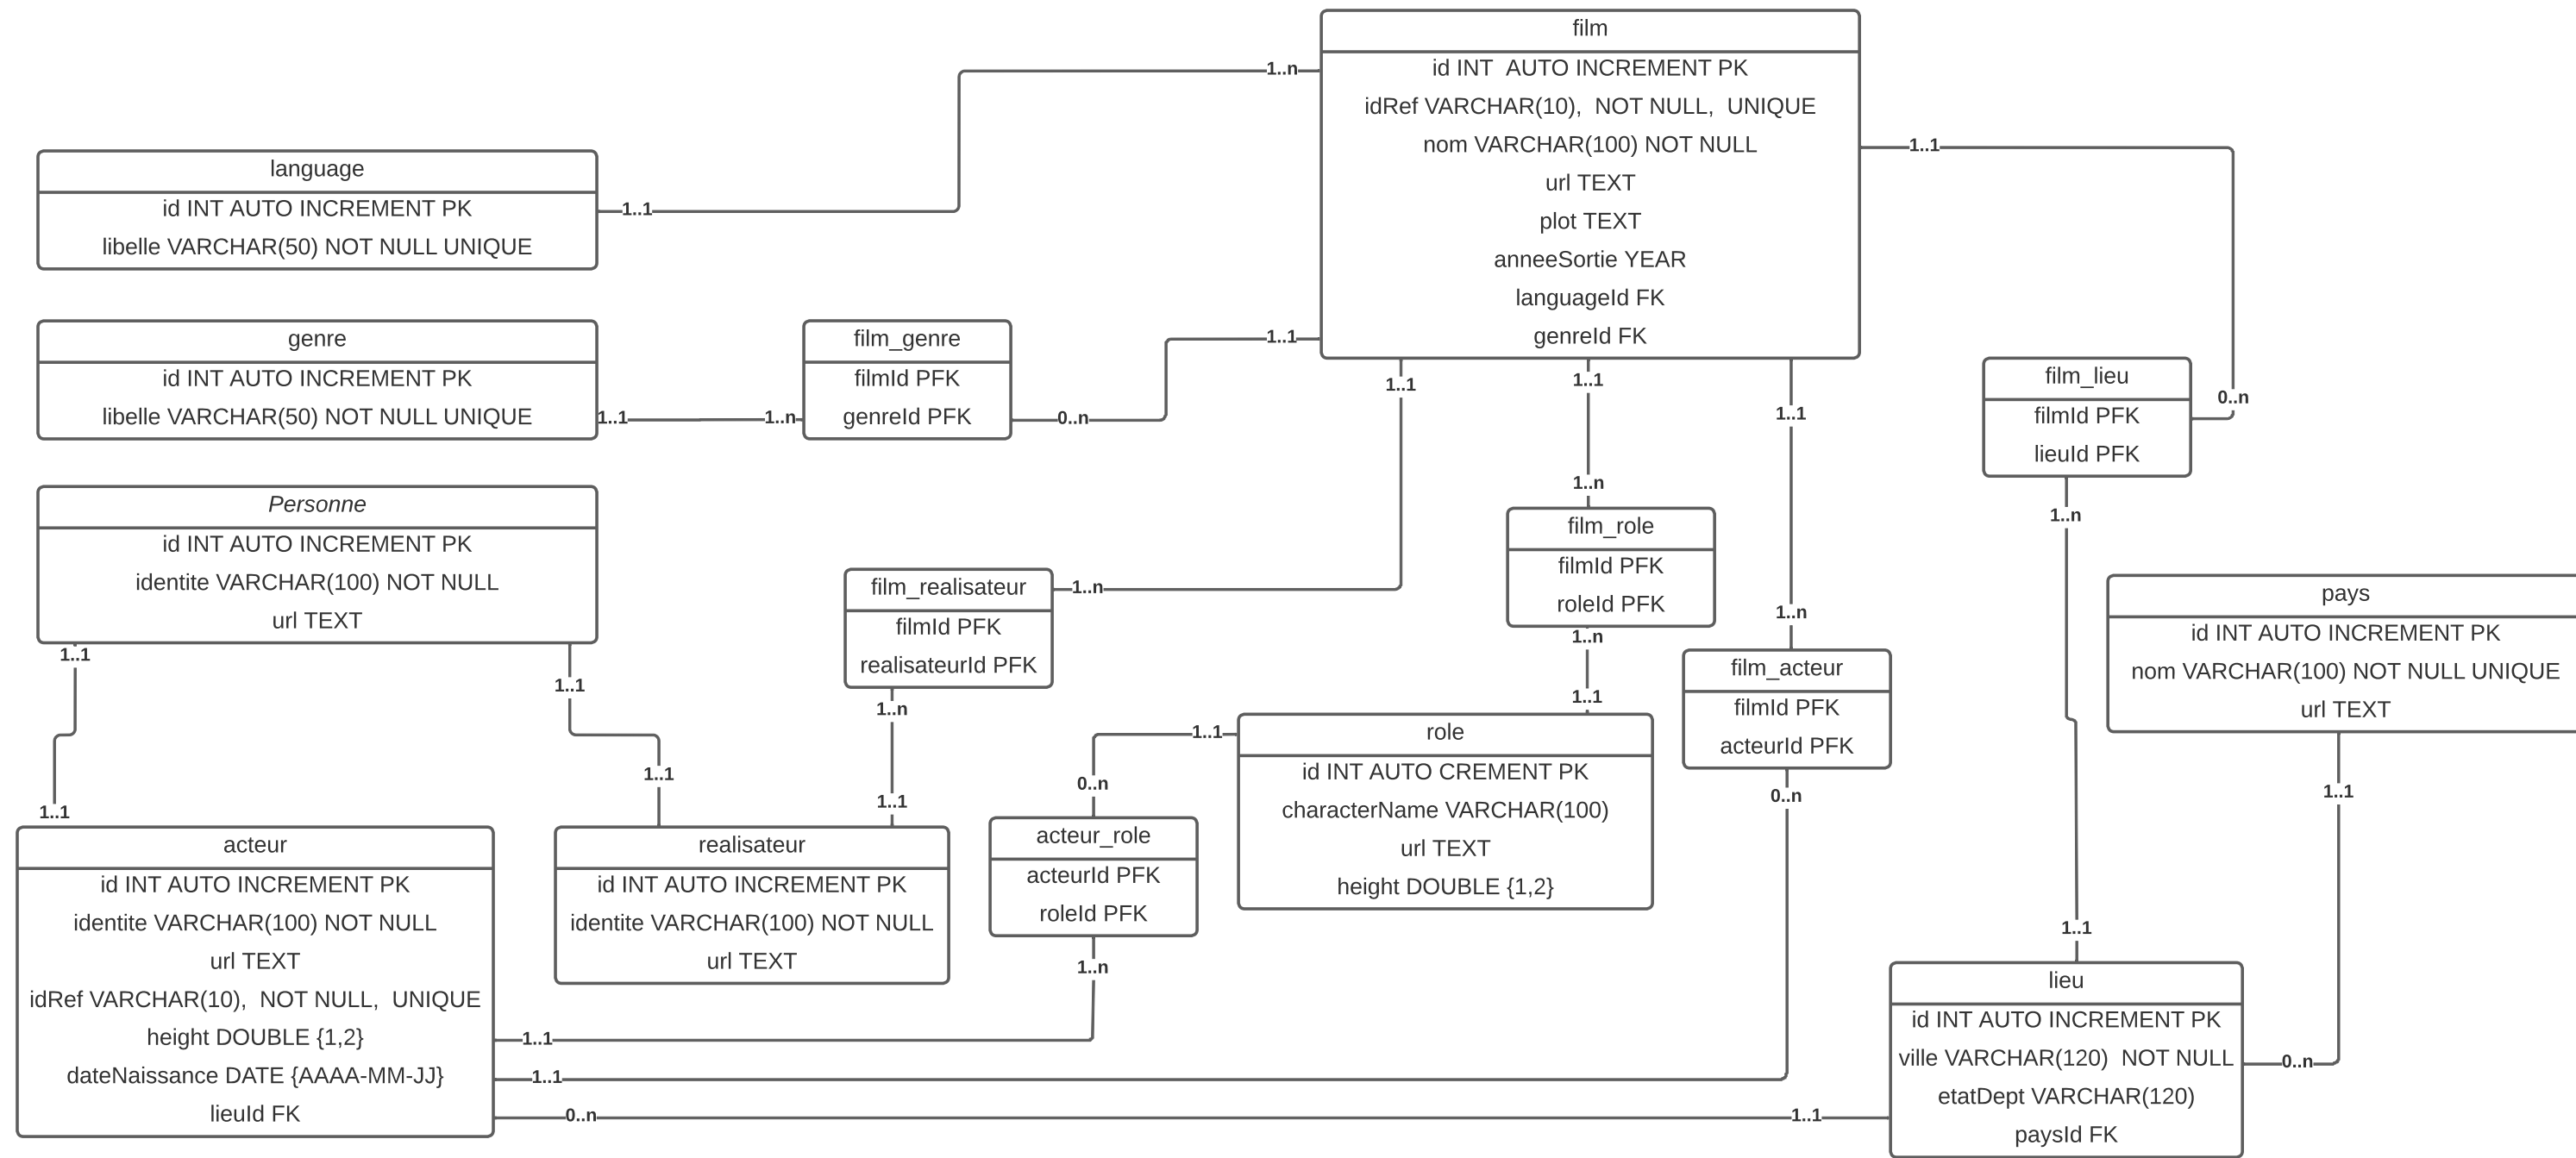 film
id INT  AUTO INCREMENT PK
idRef VARCHAR(10),  NOT NULL,  UNIQUE
nom VARCHAR(100) NOT NULL
url TEXT
plot TEXT
anneeSortie YEAR
languageId FK
genreId FK
1..n
1..1
1..1
1..1
1..1
1..1
language
id INT AUTO INCREMENT PK
libelle VARCHAR(50) NOT NULL UNIQUE
1..1
genre
id INT AUTO INCREMENT PK
libelle VARCHAR(50) NOT NULL UNIQUE
1..1
1..n
film_genre
filmId PFK
genreId PFK
0..n
film_lieu
filmId PFK
lieuId PFK
0..n
1..n
Personne
id INT AUTO INCREMENT PK
identite VARCHAR(100) NOT NULL
url TEXT
1..1
1..1
1..1
1..1
film_realisateur
filmId PFK
realisateurId PFK
1..n
1..n
1..1
1..n
film_role
filmId PFK
roleId PFK
1..n
1..1
1..n
film_acteur
filmId PFK
acteurId PFK
0..n
pays
id INT AUTO INCREMENT PK
nom VARCHAR(100) NOT NULL UNIQUE
url TEXT
1..1
role
id INT AUTO CREMENT PK
characterName VARCHAR(100)
url TEXT
height DOUBLE {1,2}
1..1
0..n
acteur_role
acteurId PFK
roleId PFK
1..n
acteur
id INT AUTO INCREMENT PK
identite VARCHAR(100) NOT NULL
url TEXT
idRef VARCHAR(10),  NOT NULL,  UNIQUE
height DOUBLE {1,2}
dateNaissance DATE {AAAA-MM-JJ}
lieuId FK
1..1
1..1
0..n
realisateur
id INT AUTO INCREMENT PK
identite VARCHAR(100) NOT NULL
url TEXT
1..1
lieu
id INT AUTO INCREMENT PK
ville VARCHAR(120)  NOT NULL
etatDept VARCHAR(120)
paysId FK
0..n
1..1